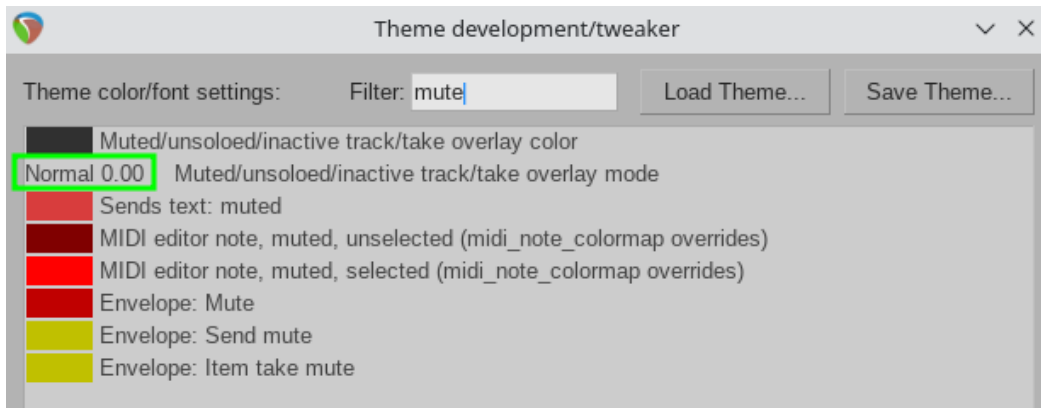 Theme development/tweaker
Theme color/font settings: Filter: mute Load Theme... Save Theme...
Muted/unsoloed/inactive track/take overlay color
Normal 0.00 Muted/unsoloed/inactive track/take overlay mode
Sends text: muted
MIDI editor note, muted, unselected (midi_note_colormap overrides)
MIDI editor note, muted, selected (midi_note_colormap overrides)
Envelope: Mute
Envelope: Send mute
Envelope: Item take mute